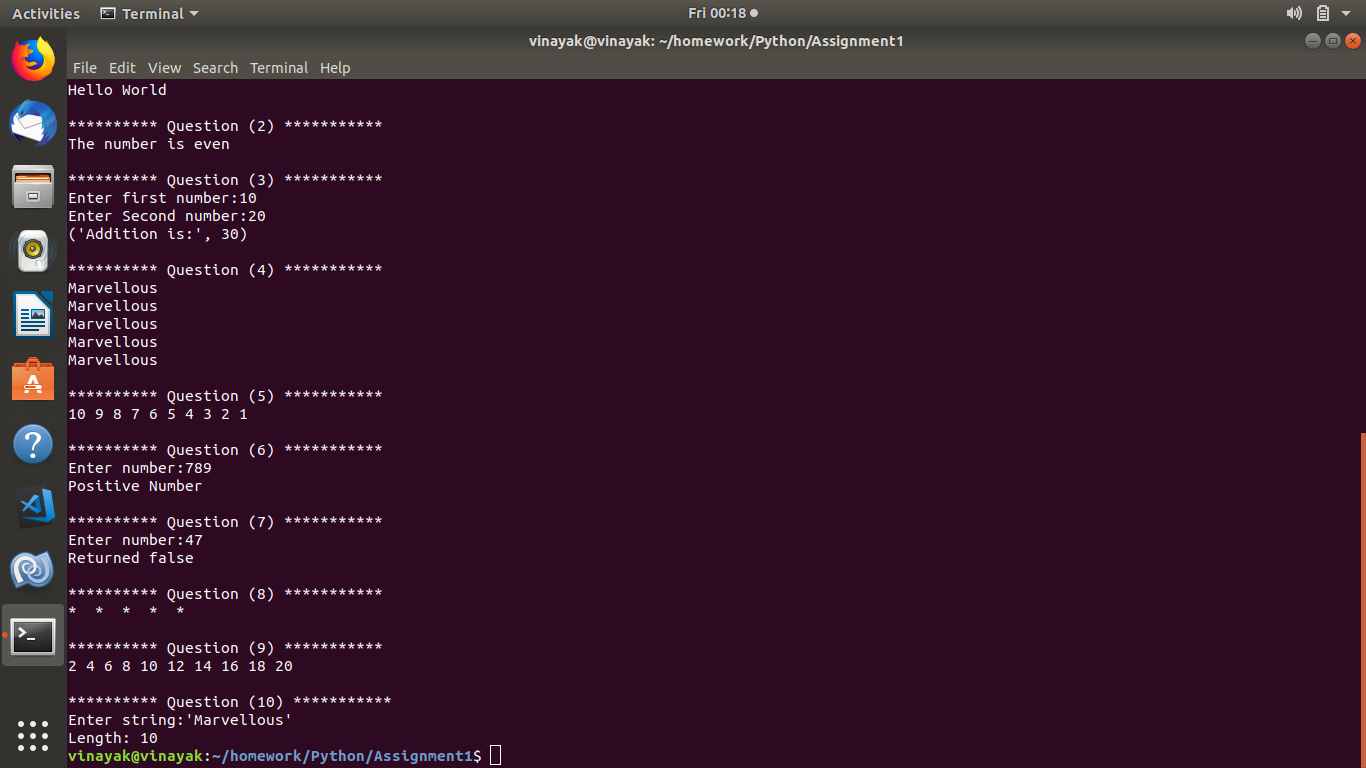 Activities Terminal Fri 00:18
vinayak@vinayak: ~/homework/Python/Assignment1
File Edit View Search Terminal Help
Hello World
********** Question (2) ***********
The number is even
********** Question (3) ***********
Enter first number:10
Enter Second number:20
('Addition is:', 30)
********** Question (4) ***********
Marvellous
Marvellous
Marvellous
Marvellous
Marvellous
********** Question (5) ***********
10 9 8 7 6 5 4 3 2 1
********** Question (6) ***********
Enter number:789
Positive Number
********** Question (7) ***********
Enter number:47
Returned false
********** Question (8) ***********
*  *  *  *  *
********** Question (9) ***********
2 4 6 8 10 12 14 16 18 20
********** Question (10) ***********
Enter string:'Marvellous'
Length: 10
vinayak@vinayak:~/homework/Python/Assignment1$